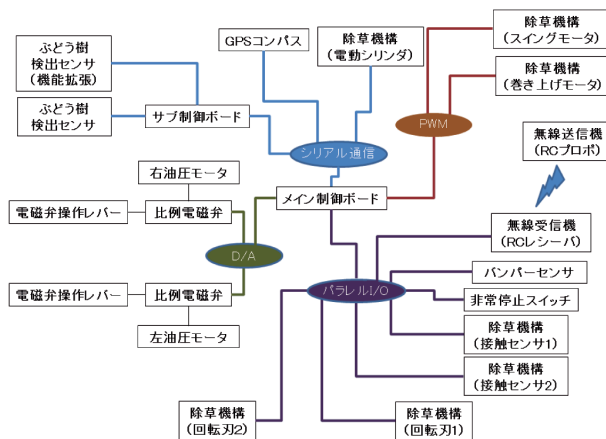 ぶどう樹
検出センサ
(機能拡張)
ぶどう樹
検出センサ
サブ制御ボード
GPSコンパス
除草機構
(電動シリンダ)
除草機構
(スイングモータ)
除草機構
(巻き上げモータ)
PWM
シリアル通信
無線送信機
(RCプロポ)
右油圧モータ
電磁弁操作レバー
比例電磁弁
メイン制御ボード
無線受信機
(RCレシーバ)
D/A
バンパーセンサ
電磁弁操作レバー
比例電磁弁
パラレルI/O
非常停止スイッチ
左油圧モータ
除草機構
(接触センサ1)
除草機構
(接触センサ2)
除草機構
(回転刃2)
除草機構
(回転刃1)